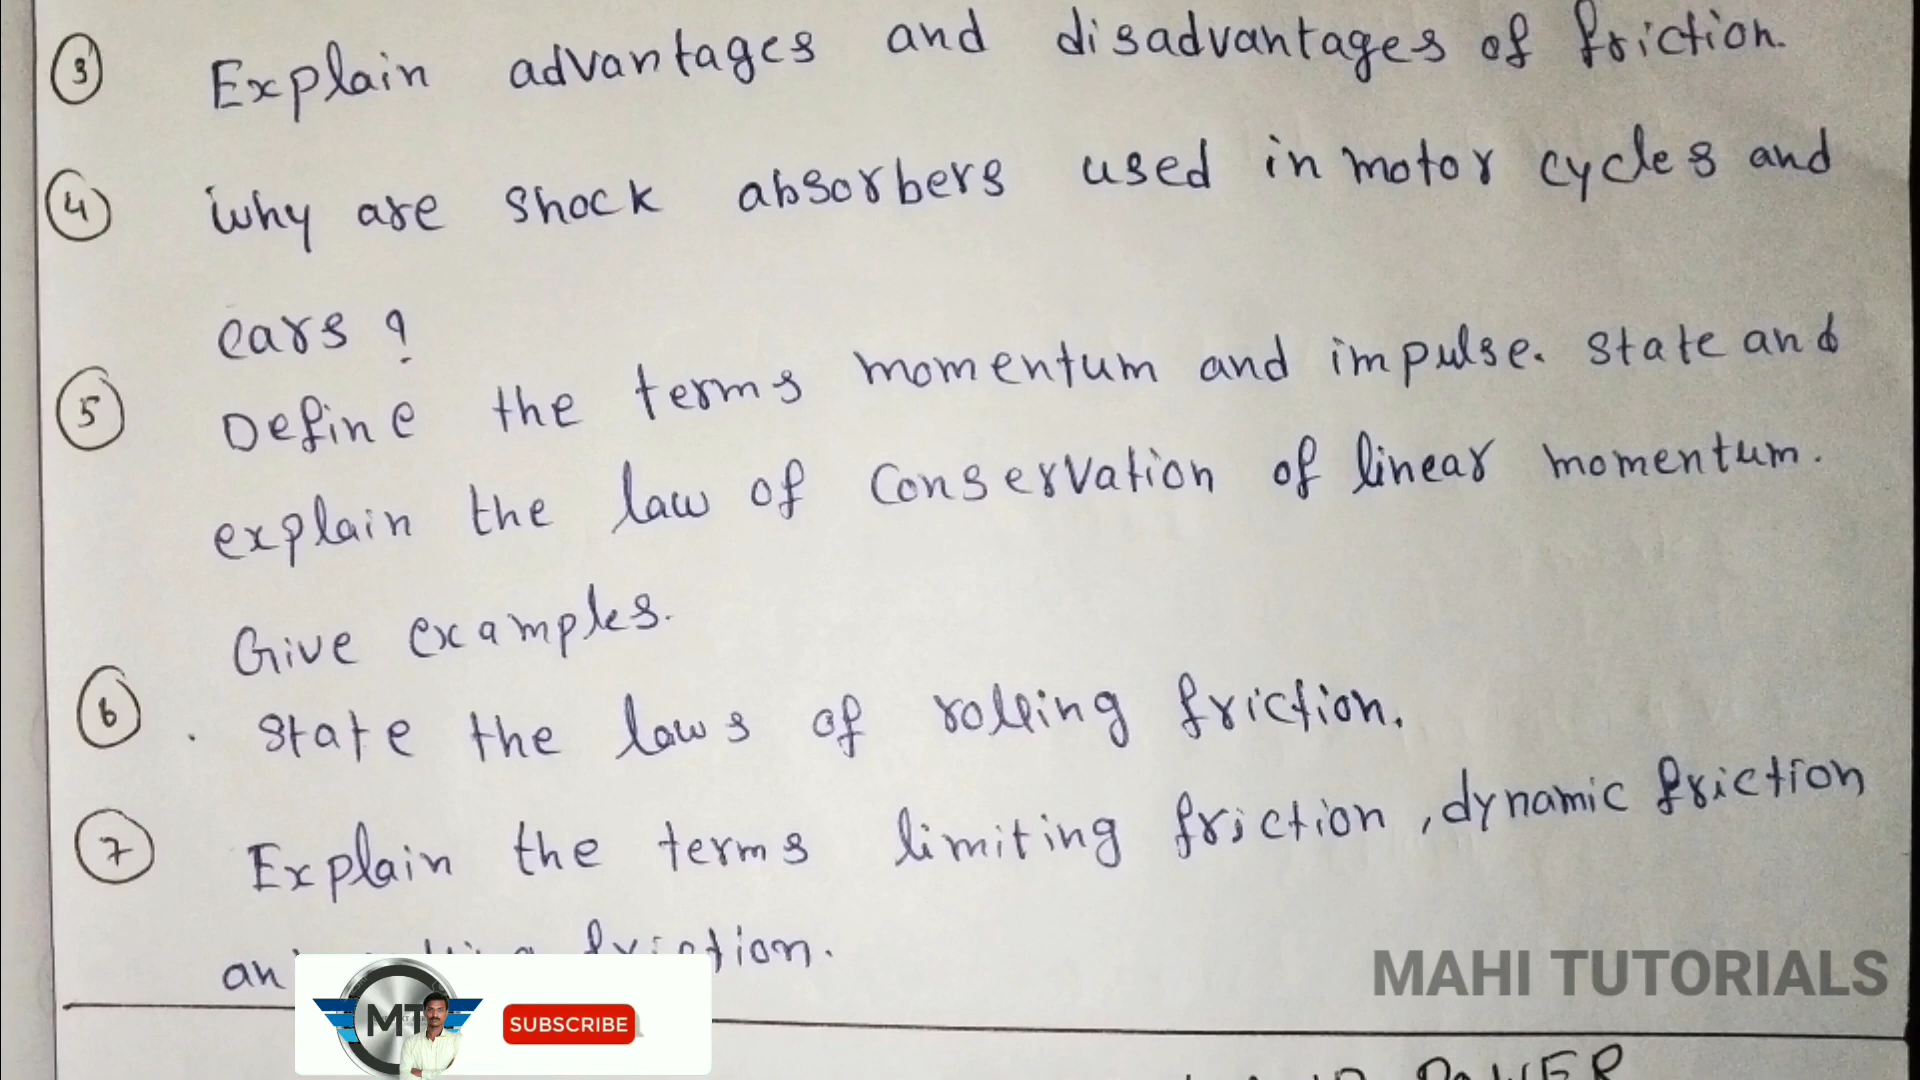 3 Explain advantages and disadvantages of friction.
4 Why are shock absorbers used in motor cycles and
cars ?
5 Define the terms momentum and impulse. State and
explain the law of Conservation of linear momentum.
Give examples.
6 . State the laws of rolling friction.
7 Explain the terms limiting friction, dynamic friction
friction.
MAHI TUTORIALS
MT
SUBSCRIBE
POWER